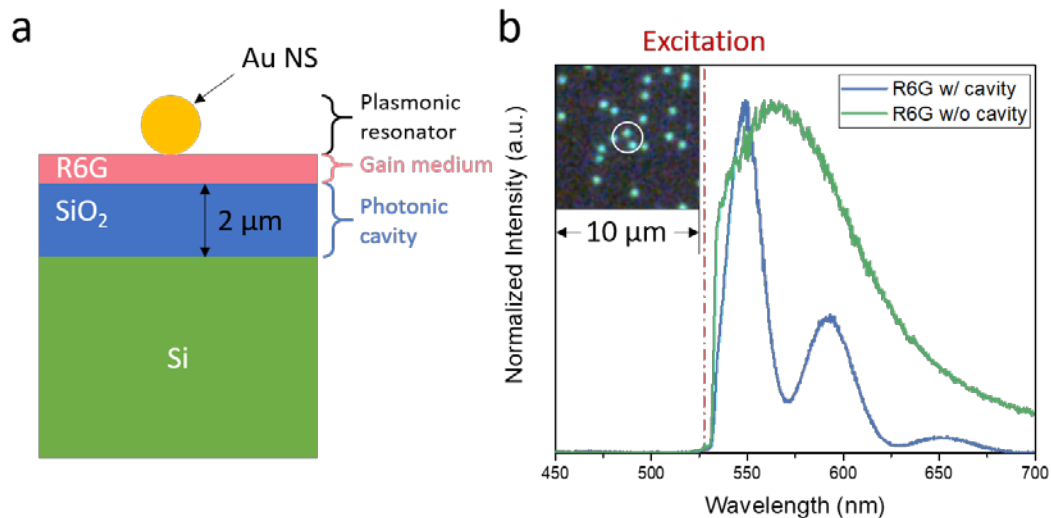 a
Au NS
Plasmonic
resonator
R6G
Gain medium
SiO₂
2 µm
Photonic
cavity
Si
b
Excitation
Normalized Intensity (a.u.)
10 µm
R6G w/ cavity
R6G w/o cavity
450 500 550 600 650 700
Wavelength (nm)